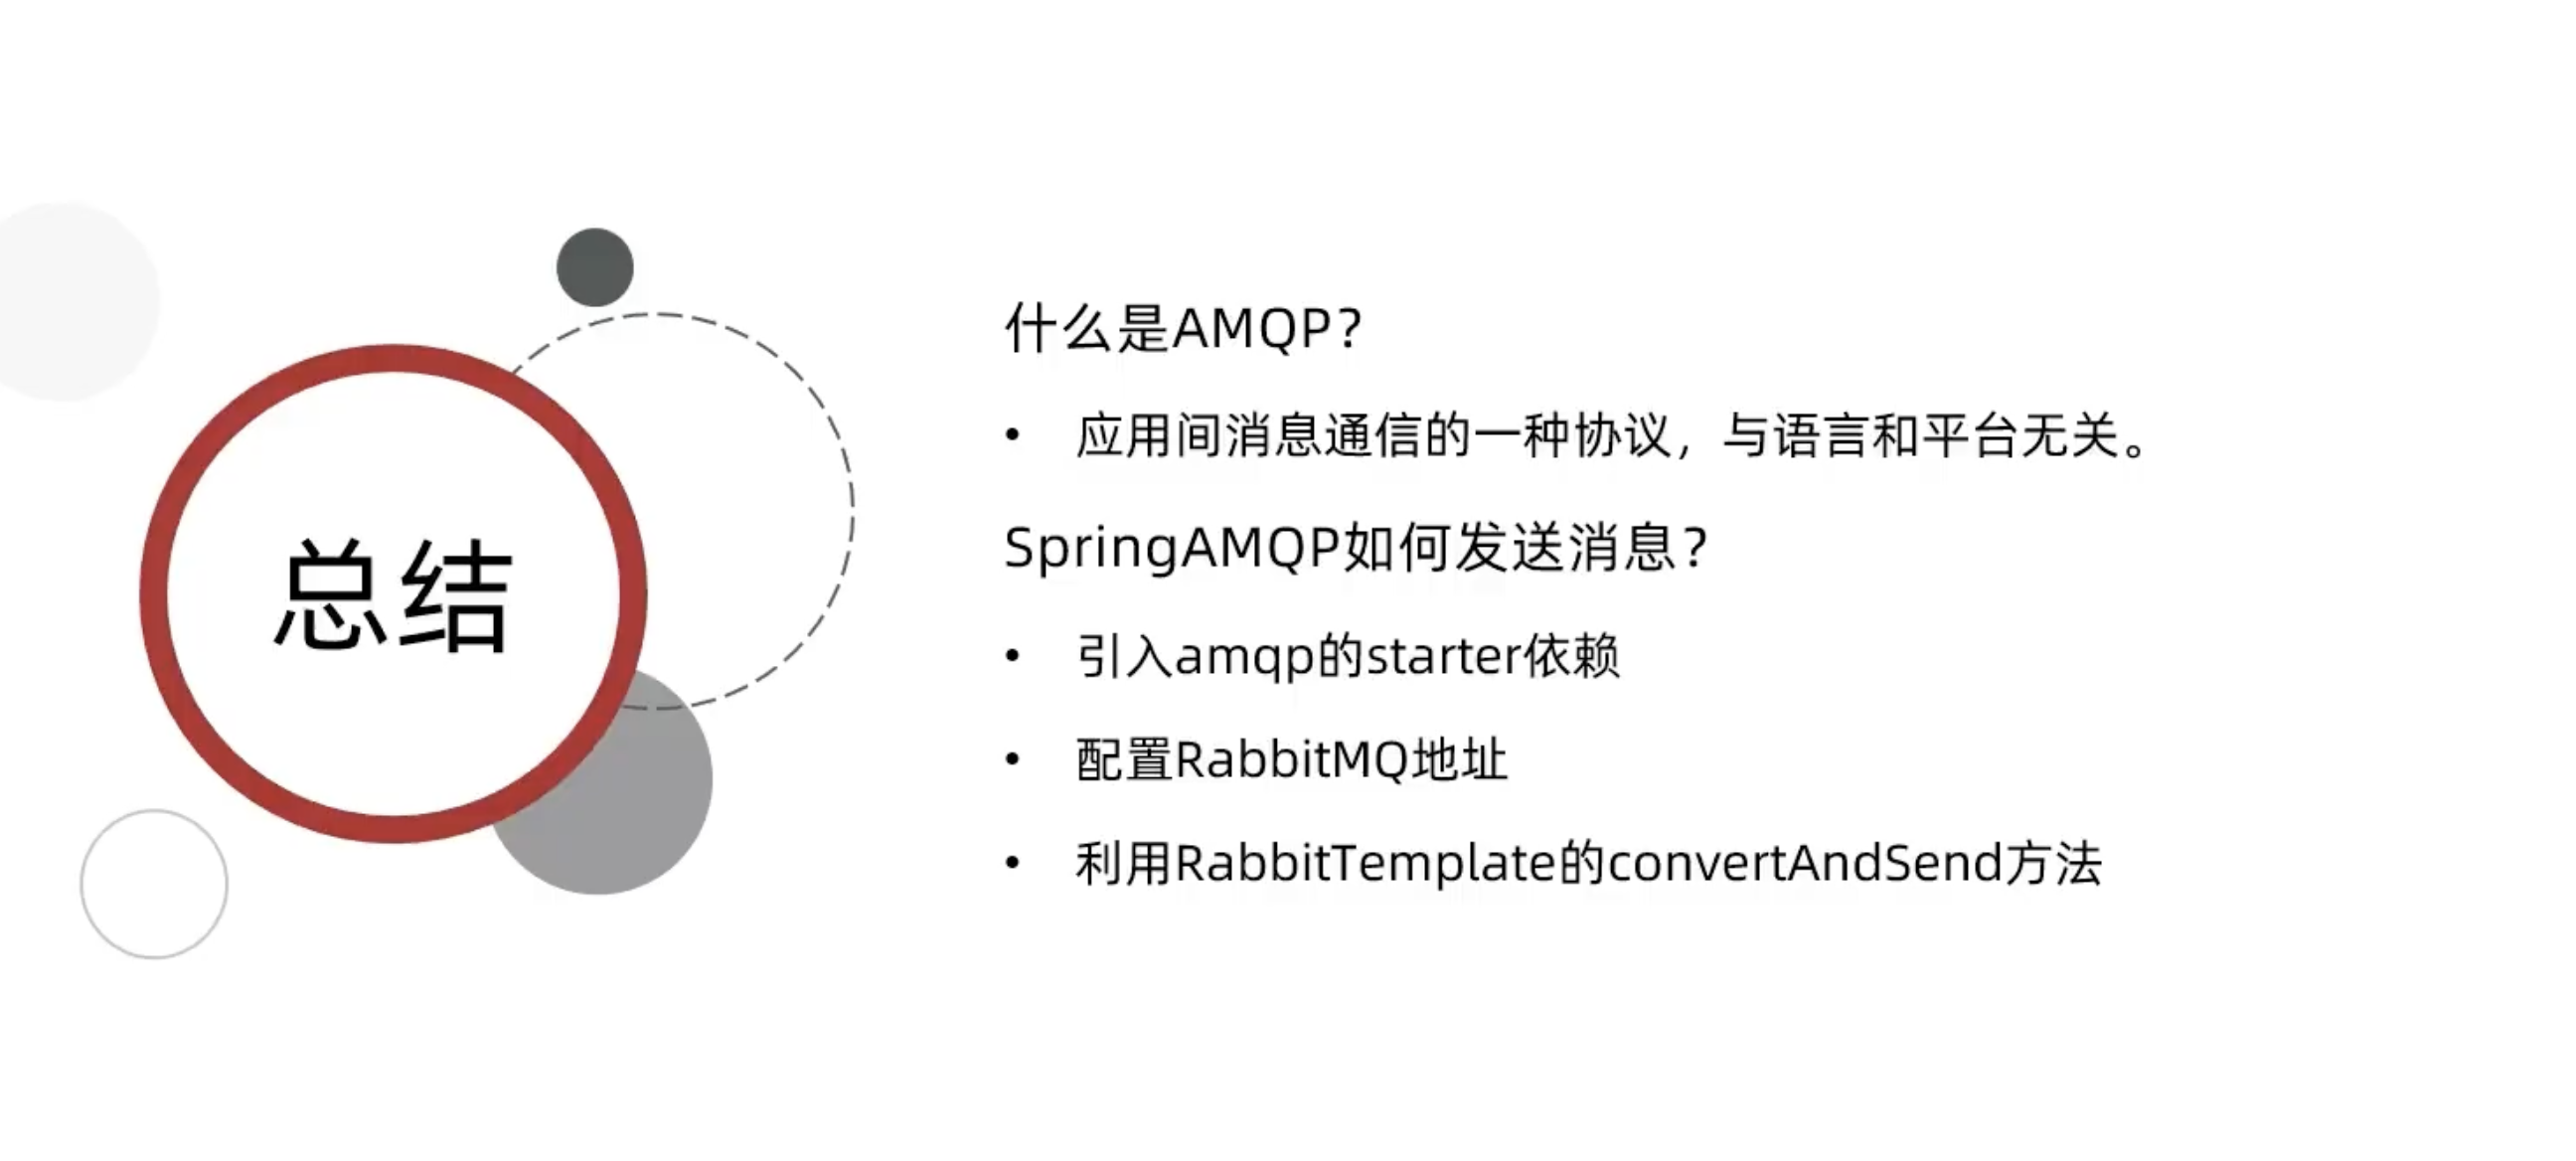 总结
什么是AMQP？
• 应用间消息通信的一种协议，与语言和平台无关。
SpringAMQP如何发送消息？
• 引入amqp的starter依赖
• 配置RabbitMQ地址
• 利用RabbitTemplate的convertAndSend方法